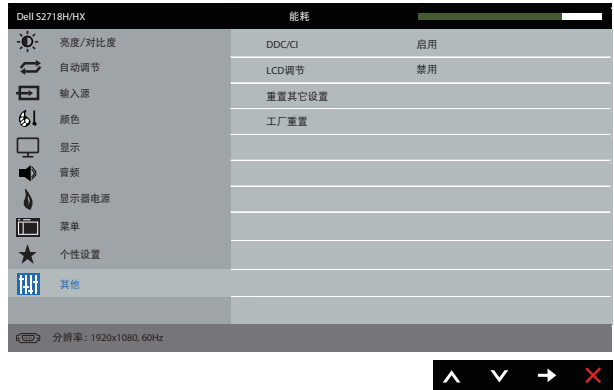 Dell S2718H/HX 能耗
亮度/对比度 DDC/CI 启用
自动调节 LCD调节 禁用
输入源 重置其它设置
颜色 工厂重置
显示
音频
显示器电源
菜单
个性设置
其他
分辨率: 1920x1080, 60Hz